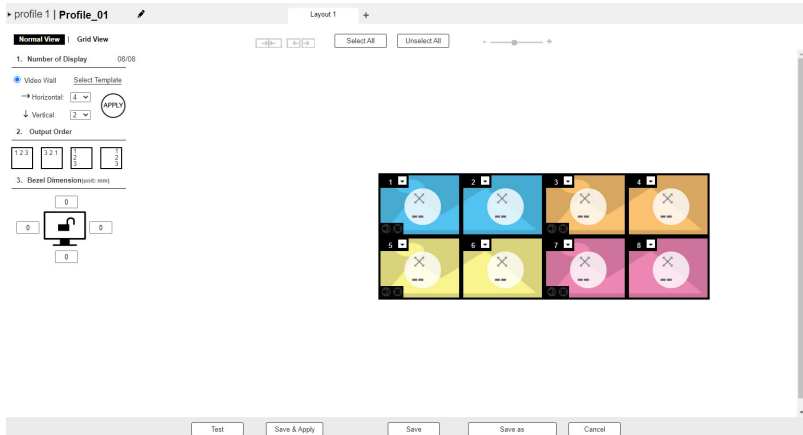 profile 1 | Profile_01
Layout 1 +
Normal View | Grid View
Select All
Unselect All
- +
1. Number of Display 08/08
Video Wall Select Template
Horizontal: 4
Vertical: 2
APPLY
2. Output Order
1 2 3
3 2 1
1
2
3
1
2
3
3. Bezel Dimension(unit: mm)
0
0
0
0
1
--
2
--
3
--
4
--
5
--
6
--
7
--
8
--
Test
Save & Apply
Save
Save as
Cancel